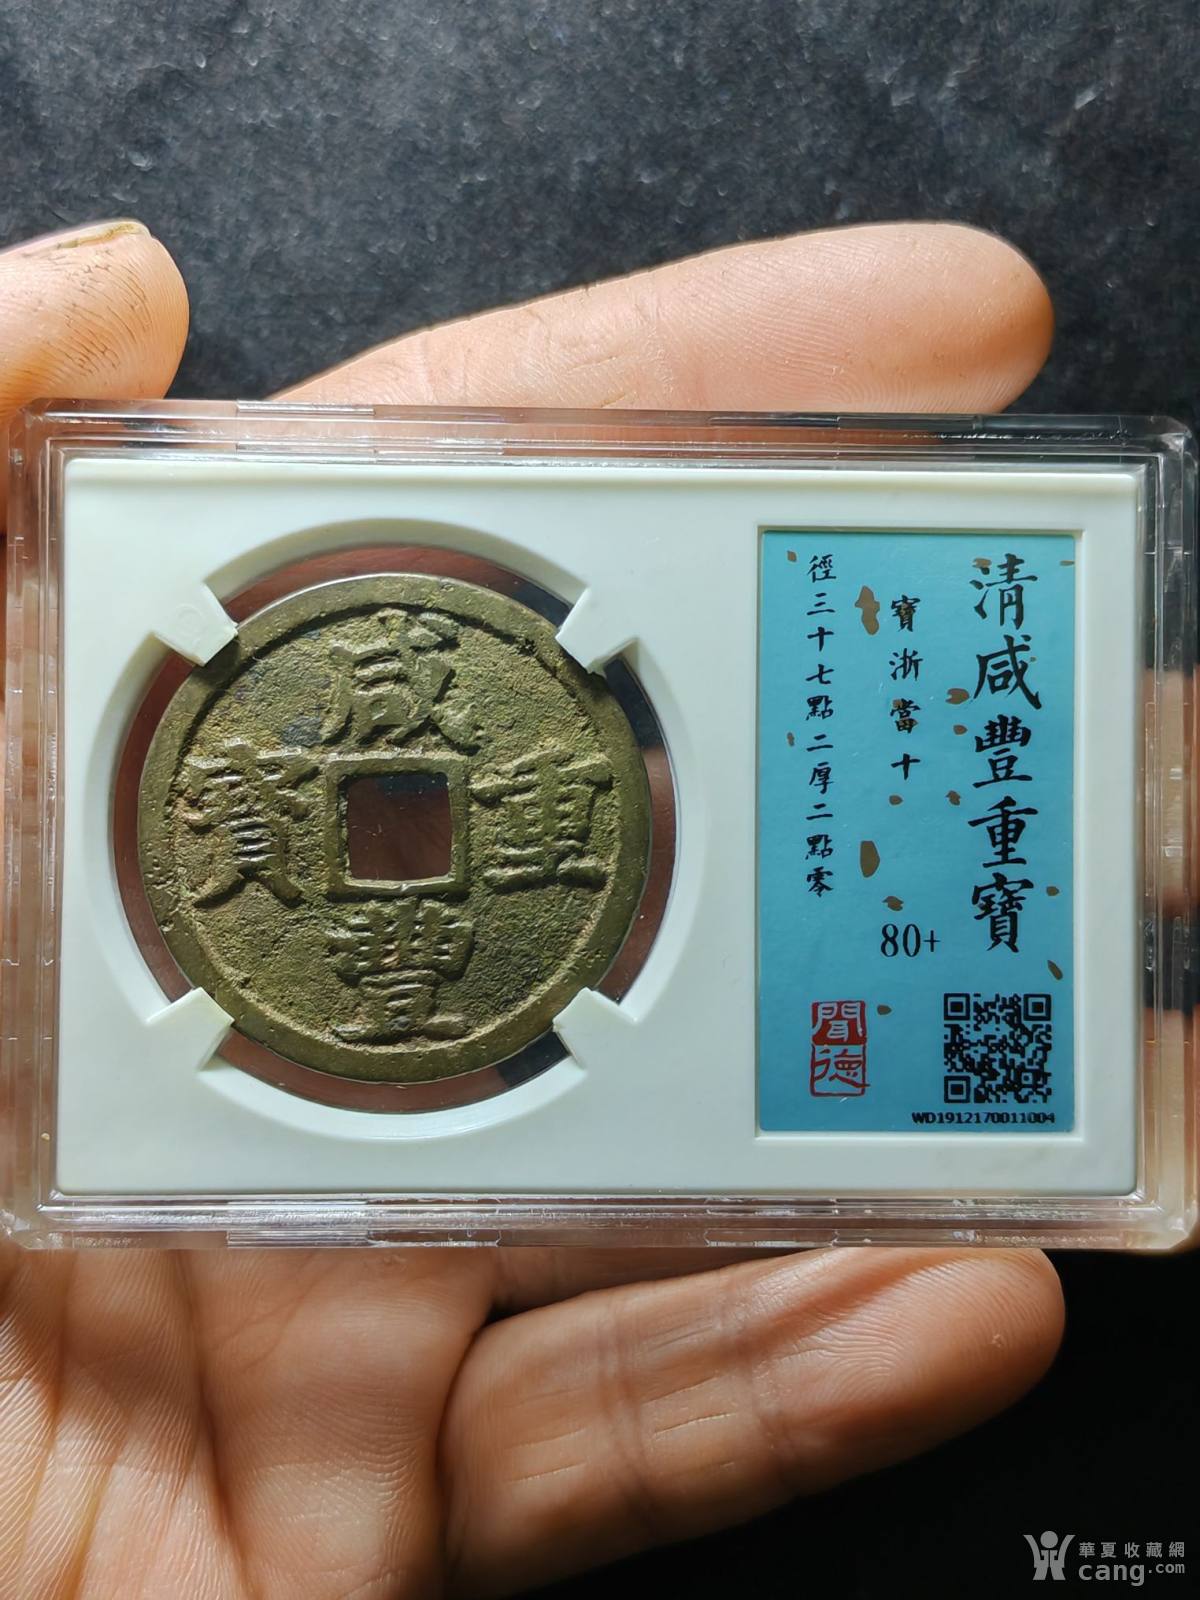 咸豐重寶
清咸豐重寶
寶浙當十
80+
徑三十七點二厚二點零
聞德
WD1912170011004
華夏收藏網
cang.com